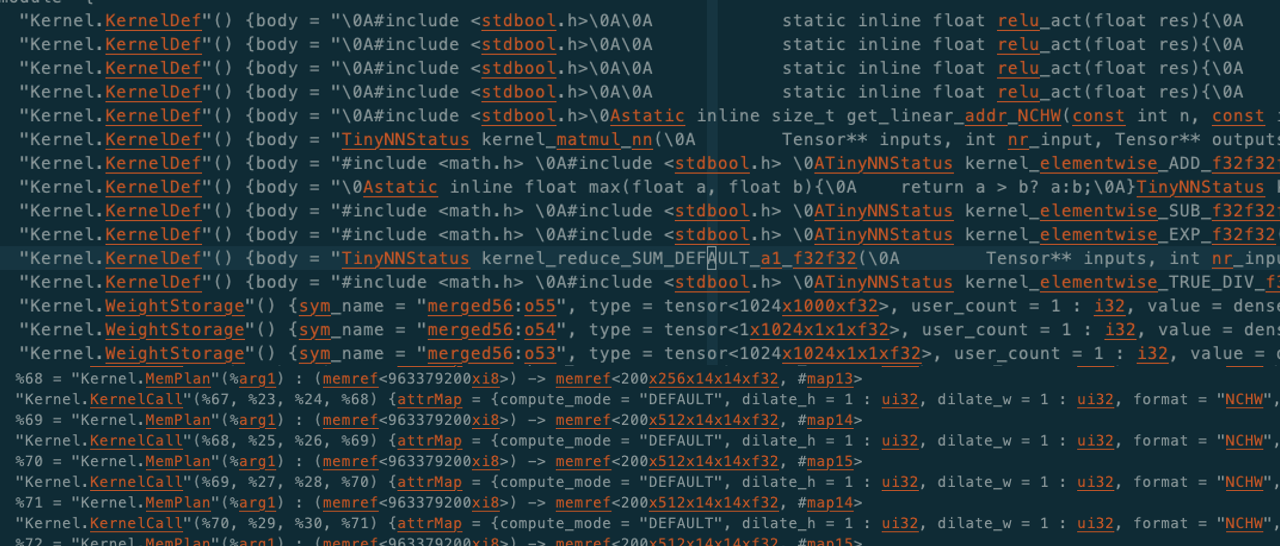 module {
"Kernel.KernelDef"() {body = "\0A#include <stdbool.h>\0A\0A static inline float relu_act(float res){\0A
"Kernel.KernelDef"() {body = "\0A#include <stdbool.h>\0A\0A static inline float relu_act(float res){\0A
"Kernel.KernelDef"() {body = "\0A#include <stdbool.h>\0A\0A static inline float relu_act(float res){\0A
"Kernel.KernelDef"() {body = "\0A#include <stdbool.h>\0A\0A static inline float relu_act(float res){\0A
"Kernel.KernelDef"() {body = "\0A#include <stdbool.h>\0Astatic inline size_t get_linear_addr_NCHW(const int n, const i
"Kernel.KernelDef"() {body = "TinyNNStatus kernel_matmul_nn(\0A Tensor** inputs, int nr_input, Tensor** outputs
"Kernel.KernelDef"() {body = "#include <math.h> \0A#include <stdbool.h> \0ATinyNNStatus kernel_elementwise_ADD_f32f32f
"Kernel.KernelDef"() {body = "\0Astatic inline float max(float a, float b){\0A return a > b? a:b;\0A}TinyNNStatus k
"Kernel.KernelDef"() {body = "#include <math.h> \0A#include <stdbool.h> \0ATinyNNStatus kernel_elementwise_SUB_f32f32f
"Kernel.KernelDef"() {body = "#include <math.h> \0A#include <stdbool.h> \0ATinyNNStatus kernel_elementwise_EXP_f32f32(
"Kernel.KernelDef"() {body = "TinyNNStatus kernel_reduce_SUM_DEFAULT_a1_f32f32(\0A Tensor** inputs, int nr_inpu
"Kernel.KernelDef"() {body = "#include <math.h> \0A#include <stdbool.h> \0ATinyNNStatus kernel_elementwise_TRUE_DIV_f3
"Kernel.WeightStorage"() {sym_name = "merged56:o55", type = tensor<1024x1000xf32>, user_count = 1 : i32, value = dense
"Kernel.WeightStorage"() {sym_name = "merged56:o54", type = tensor<1x1024x1x1xf32>, user_count = 1 : i32, value = dens
"Kernel.WeightStorage"() {sym_name = "merged56:o53", type = tensor<1024x1024x1x1xf32>, user_count = 1 : i32, value = d
%68 = "Kernel.MemPlan"(%arg1) : (memref<963379200xi8>) -> memref<200x256x14x14xf32, #map13>
"Kernel.KernelCall"(%67, %23, %24, %68) {attrMap = {compute_mode = "DEFAULT", dilate_h = 1 : ui32, dilate_w = 1 : ui32, format = "NCHW",
%69 = "Kernel.MemPlan"(%arg1) : (memref<963379200xi8>) -> memref<200x512x14x14xf32, #map14>
"Kernel.KernelCall"(%68, %25, %26, %69) {attrMap = {compute_mode = "DEFAULT", dilate_h = 1 : ui32, dilate_w = 1 : ui32, format = "NCHW",
%70 = "Kernel.MemPlan"(%arg1) : (memref<963379200xi8>) -> memref<200x512x14x14xf32, #map15>
"Kernel.KernelCall"(%69, %27, %28, %70) {attrMap = {compute_mode = "DEFAULT", dilate_h = 1 : ui32, dilate_w = 1 : ui32, format = "NCHW",
%71 = "Kernel.MemPlan"(%arg1) : (memref<963379200xi8>) -> memref<200x512x14x14xf32, #map14>
"Kernel.KernelCall"(%70, %29, %30, %71) {attrMap = {compute_mode = "DEFAULT", dilate_h = 1 : ui32, dilate_w = 1 : ui32, format = "NCHW",
%72 = "Kernel.MemPlan"(%arg1) : (memref<963379200xi8>) -> memref<200x512x14x14xf32, #map15>